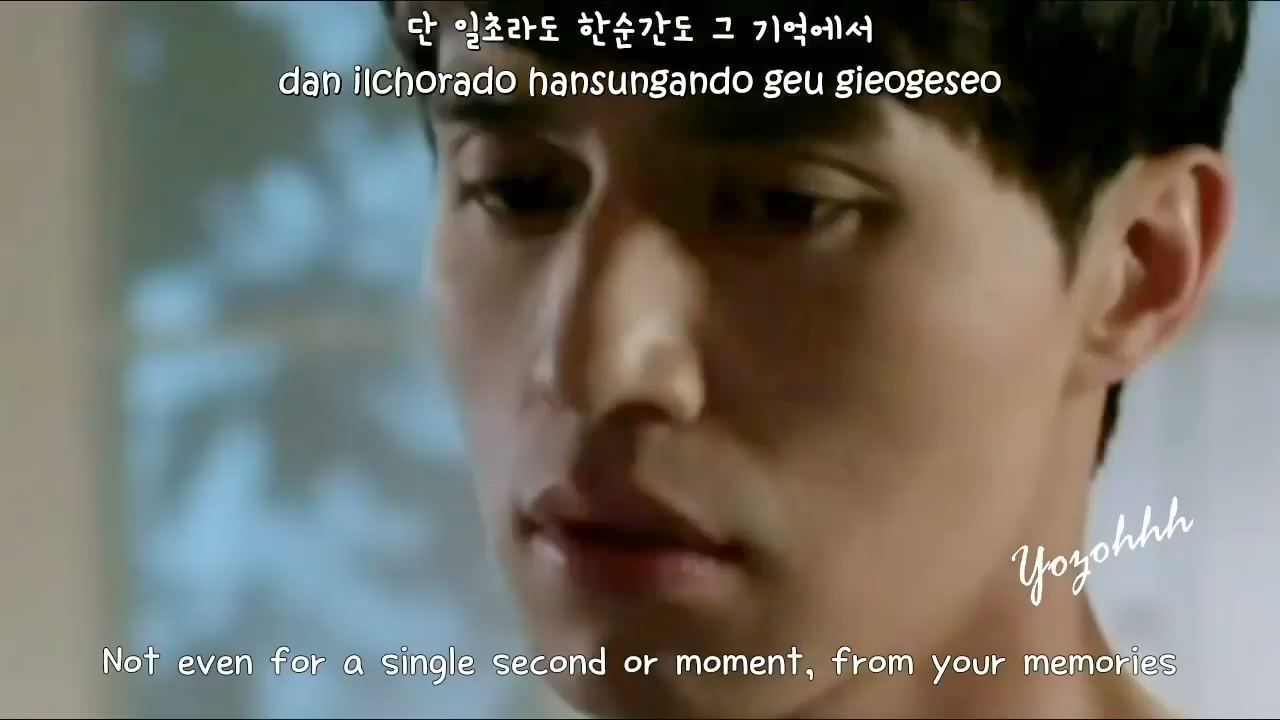 단 일초라도 한순간도 그 기억에서
dan ilchorado hansungando geu gieogeseo
Yozohhh
Not even for a single second or moment, from your memories